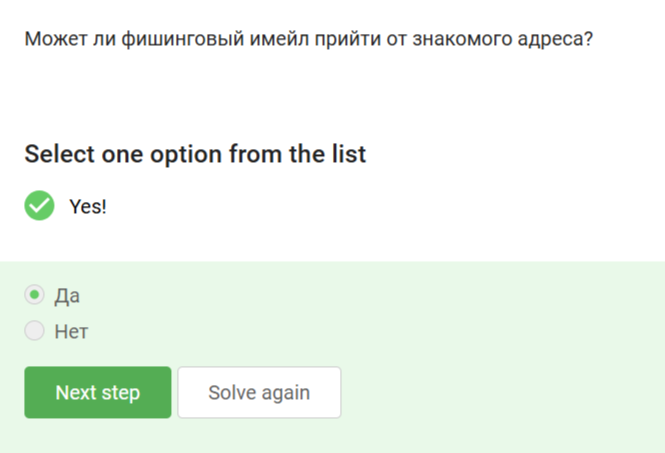 Может ли фишинговый имейл прийти от знакомого адреса?
Select one option from the list
Yes!
Да
Нет
Next step
Solve again